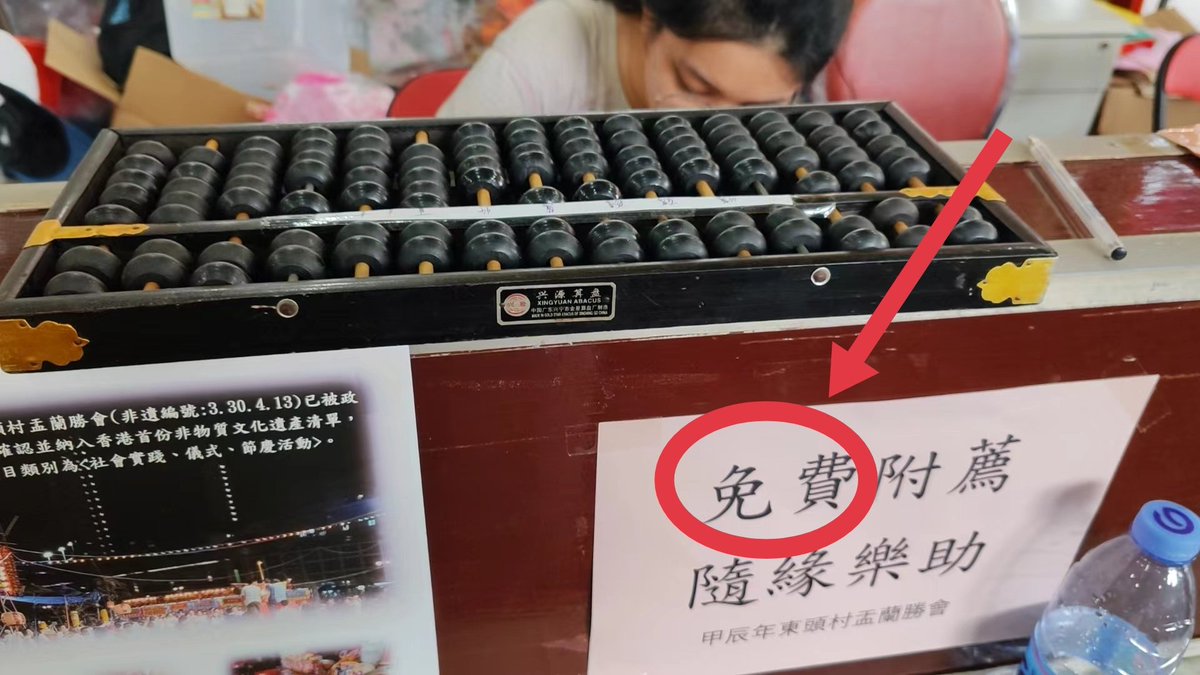 兴源算盘
XINGYUAN ABACUS
村盂蘭勝會(非遺編號:3.30.4.13)已被政
確認並納入香港首份非物質文化遺產清單，
目類別為<社會實踐、儀式、節慶活動>。
免費附薦
隨緣樂助
甲辰年東頭村盂蘭勝會